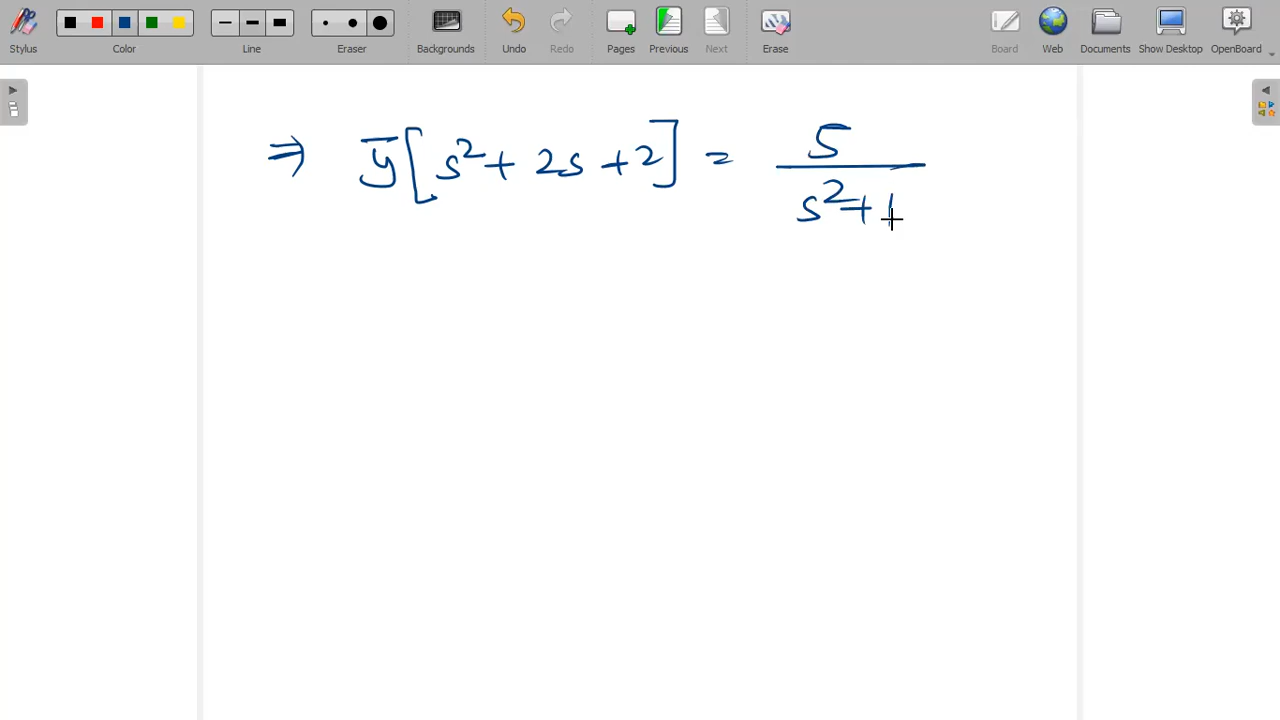 Stylus Color Line Eraser Backgrounds Undo Redo Pages Previous Next Erase Board Web Documents Show Desktop OpenBoard
⇒ y̅[s²+ 2s +2] = 5/(s²+1